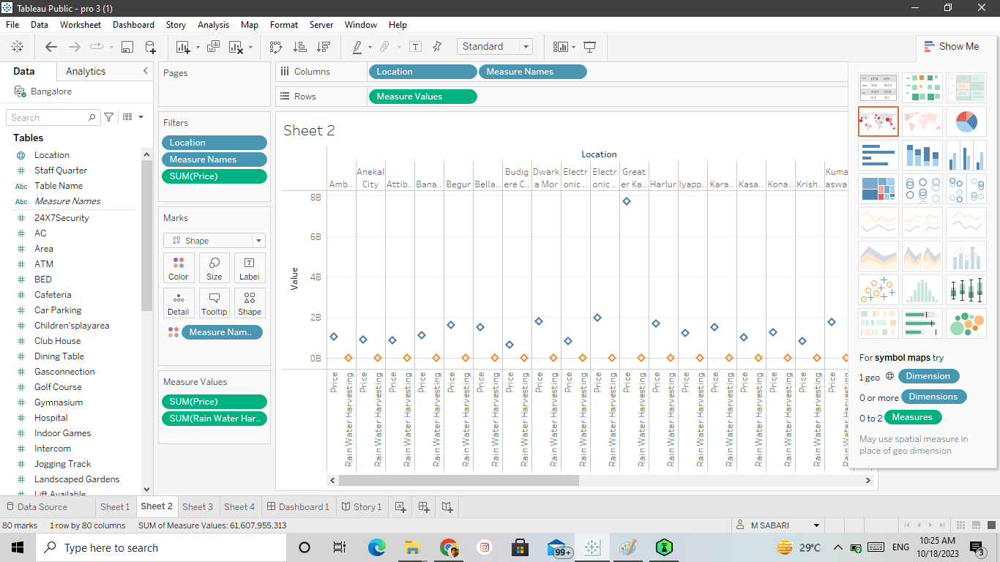 Tableau Public - pro 3 (1)
File Data Worksheet Dashboard Story Analysis Map Format Server Window Help
Standard
Show Me
Data Analytics
Bangalore
Search
Tables
Location
Staff Quarter
Abc Table Name
Abc Measure Names
24X7Security
AC
Area
ATM
BED
Cafeteria
Car Parking
Children'splayarea
Club House
Dining Table
Gasconnection
Golf Course
Gymnasium
Hospital
Indoor Games
Intercom
Jogging Track
Landscaped Gardens
Lift Available
Pages
Filters
Location
Measure Names
SUM(Price)
Marks
Shape
Color Size Label
Detail Tooltip Shape
Measure Nam..
Measure Values
SUM(Price)
SUM(Rain Water Har..
Columns Location Measure Names
Rows Measure Values
Sheet 2
Location
Amb.. Anekal City Attib.. Bana.. Begur Bella.. Budig ere C.. Dwark a Mor Electr onic .. Electr onic .. Great er Ka.. Harlur Iyapp.. Kara.. Kasa.. Kona.. Krish.. Kuma aswa..
8B
6B
4B
2B
0B
Value
Price Rain Water Harvesting Price Rain Water Harvesting Price Rain Water Harvesting Price Rain Water Harvesting Price Rain Water Harvesting Price Rain Water Harvesting Price Rain Water Harvesting Price Rain Water Harvesting Price Rain Water Harvesting Price Rain Water Harvesting Price Rain Water Harvesting Price Rain Water Harvesting Price Rain Water Harvesting Price Rain Water Harvesting Price Rain Water Harvesting Price Rain Water Harvesting Price Rain Water Harvesting Price Rain Water Harvesting
For symbol maps try
1 geo Dimension
0 or more Dimensions
0 to 2 Measures
May use spatial measure in
place of geo dimension
Data Source Sheet 1 Sheet 2 Sheet 3 Sheet 4 Dashboard 1 Story 1
80 marks 1 row by 80 columns SUM of Measure Values: 61,607,955,313
M SABARI
Type here to search
99+
29°C
ENG
10:25 AM
10/18/2023
3